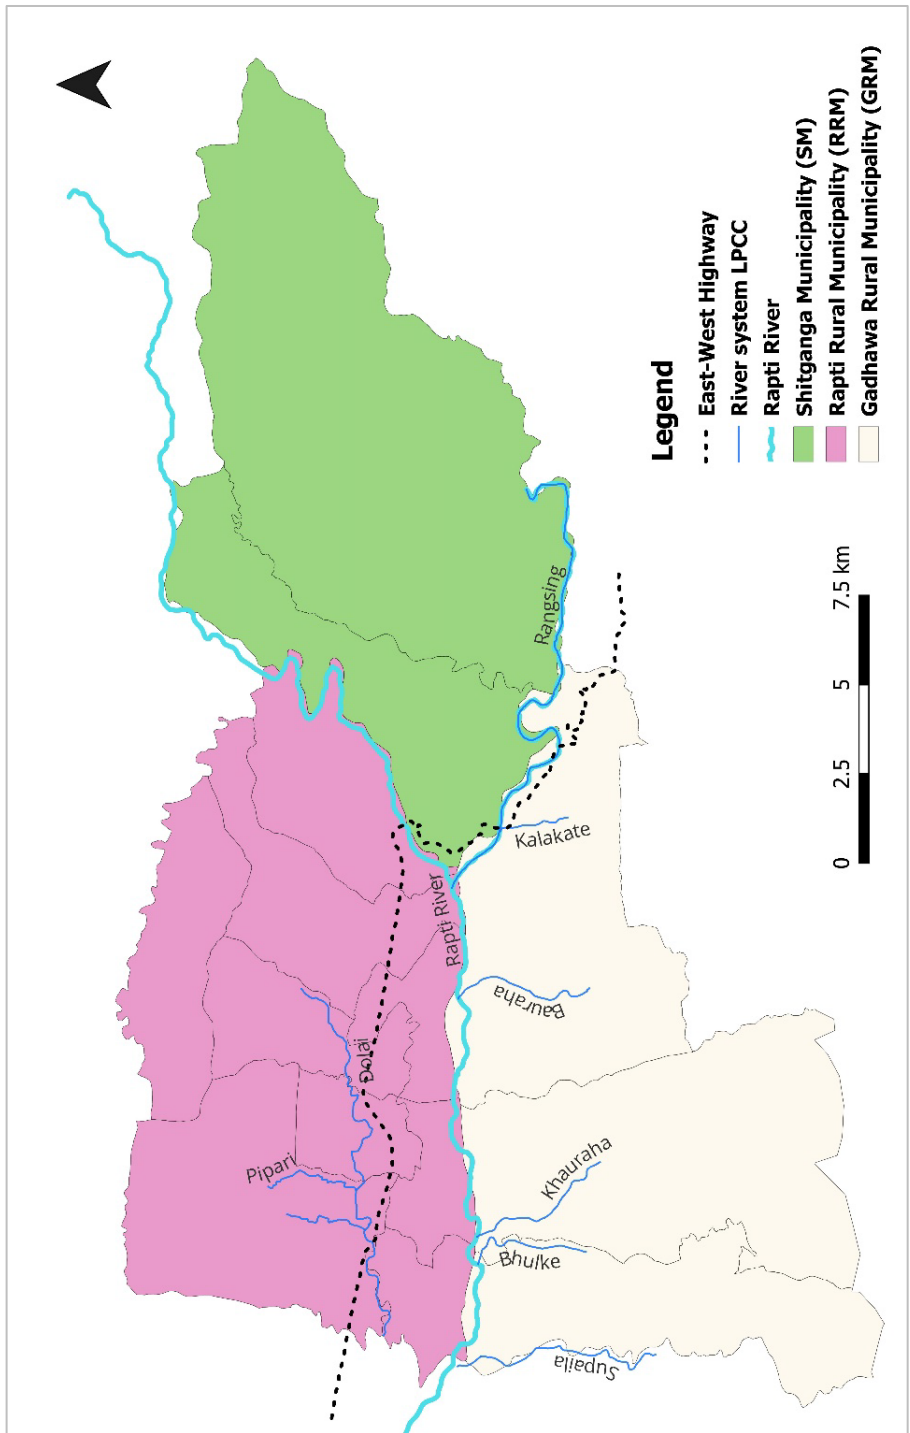 Pipari
Dolai
Rapti River
Rangsing
Kalakate
Bauraha
Khauraha
Bhulke
Supaila
Legend
East-West Highway
River system LPCC
Rapti River
Shitganga Municipality (SM)
Rapti Rural Municipality (RRM)
Gadhawa Rural Municipality (GRM)
0 2.5 5 7.5 km